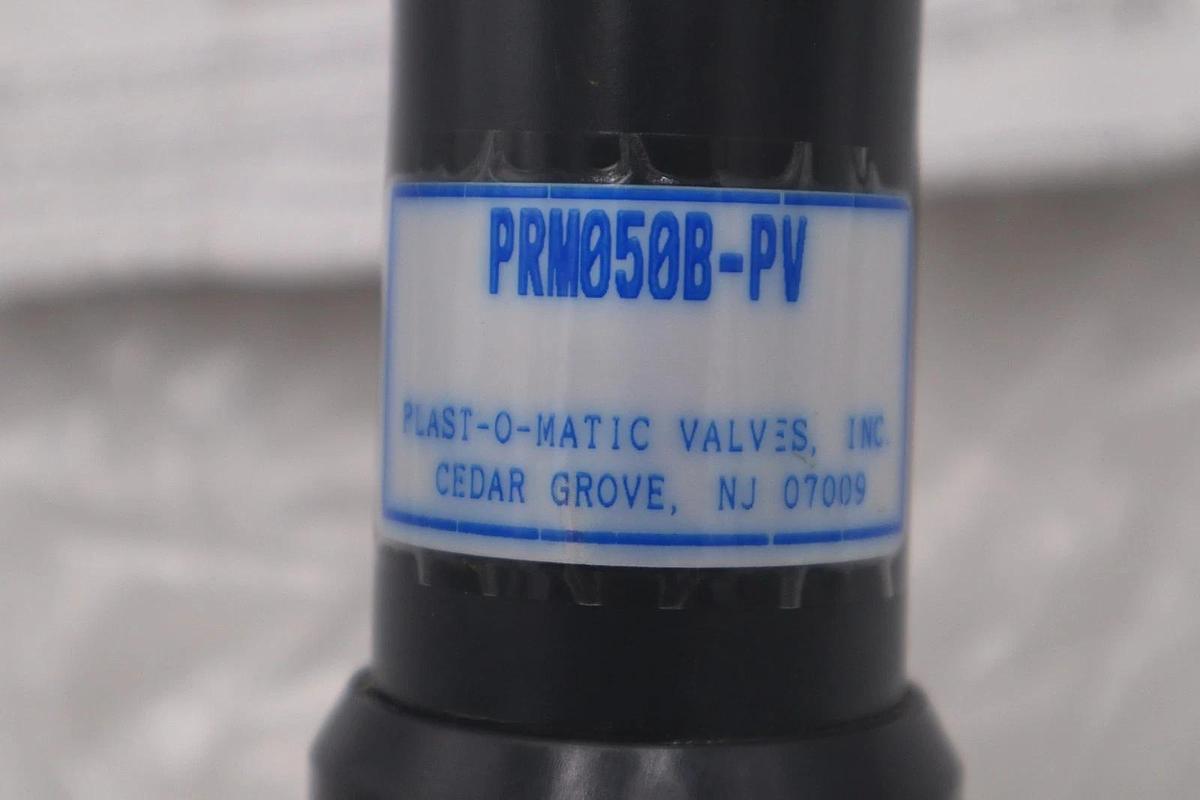 PRM050B-PV
PLAST-O-MATIC VALVES, INC.
CEDAR GROVE, NJ 07009